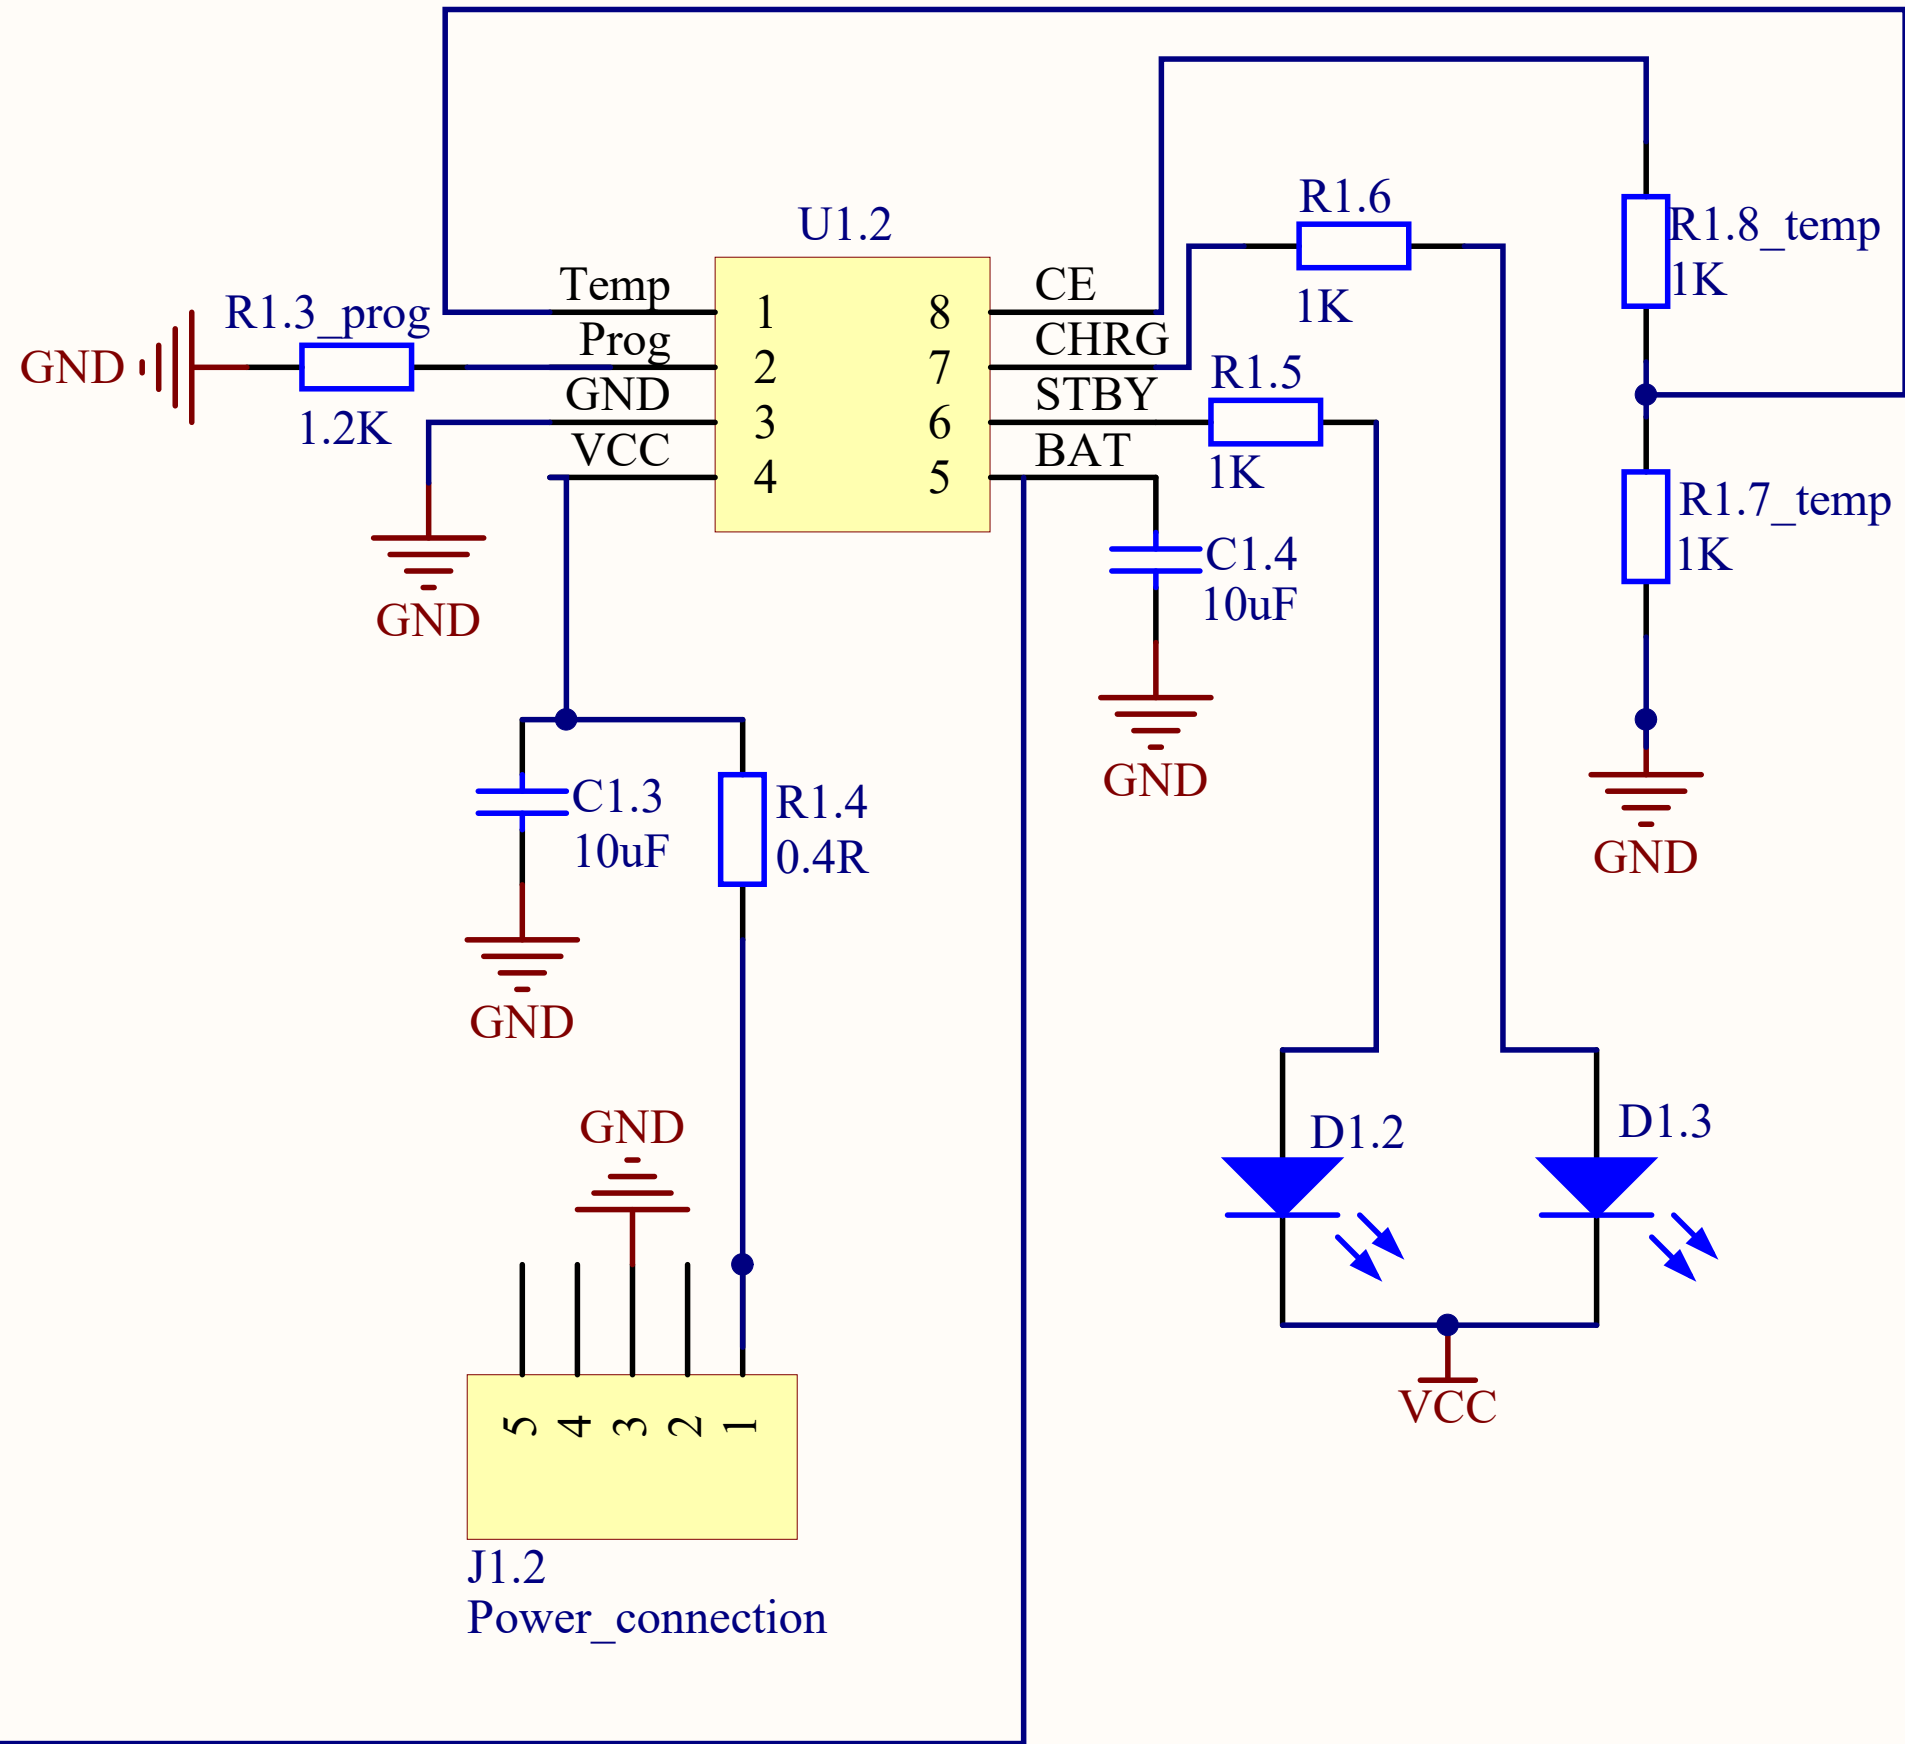 U1.2
Temp
Prog
GND
VCC
1
2
3
4
8
7
6
5
CE
CHRG
STBY
BAT
R1.3_prog
1.2K
GND
GND
R1.6
1K
R1.5
1K
R1.8_temp
1K
R1.7_temp
1K
GND
C1.4
10uF
GND
C1.3
10uF
GND
R1.4
0.4R
GND
D1.2
D1.3
VCC
5
4
3
2
1
J1.2
Power_connection